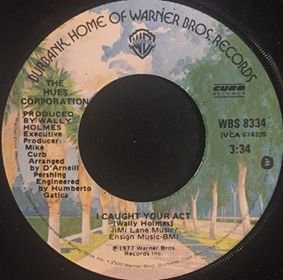 BURBANK, HOME OF WARNER BROS. RECORDS
THE
HUES
CORPORATION
PRODUCED
BY WALLY
HOLMES
Executive
Producer:
Mike
Curb
Arranged
by D'Arneill
Pershing
Engineered
by Humberto
Gatica
CURB
RECORDS
WBS 8334
(VCA 6742)S
3:34
I CAUGHT YOUR ACT
(Wally Holmes)
JiMi Lane Music/
Ensign Music-BMI
℗1977 Warner Bros.
Records Inc.